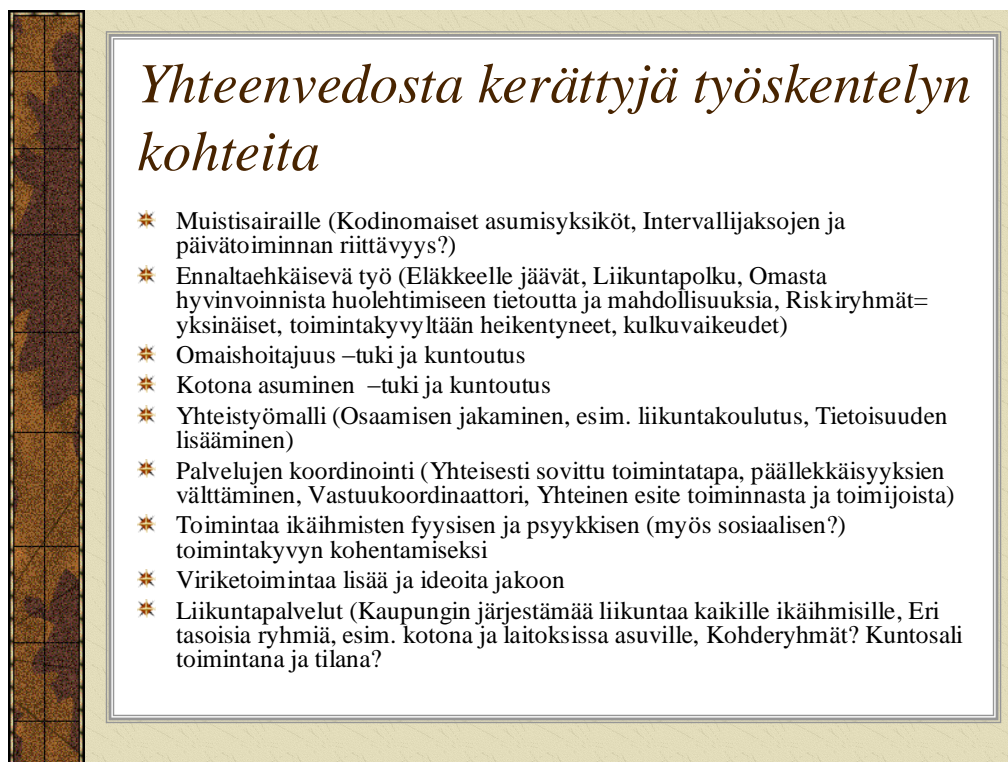 Yhteenvedosta kerättyjä työskentelyn
kohteita
Muistisairaille (Kodinomaiset asumisyksiköt, Intervallijaksojen ja
päivätoiminnan riittävyys?)
Ennaltaehkäisevä työ (Eläkkeelle jäävät, Liikuntapolku, Omasta
hyvinvoinnista huolehtimiseen tietoutta ja mahdollisuuksia, Riskiryhmät=
yksinäiset, toimintakyvyltään heikentyneet, kulkuvaikeudet)
Omaishoitajuus –tuki ja kuntoutus
Kotona asuminen –tuki ja kuntoutus
Yhteistyömalli (Osaamisen jakaminen, esim. liikuntakoulutus, Tietoisuuden
lisääminen)
Palvelujen koordinointi (Yhteisesti sovittu toimintatapa, päällekkäisyyksien
välttäminen, Vastuukoordinaattori, Yhteinen esite toiminnasta ja toimijoista)
Toimintaa ikäihmisten fyysisen ja psyykkisen (myös sosiaalisen?)
toimintakyvyn kohentamiseksi
Viriketoimintaa lisää ja ideoita jakoon
Liikuntapalvelut (Kaupungin järjestämää liikuntaa kaikille ikäihmisille, Eri
tasoisia ryhmiä, esim. kotona ja laitoksissa asuville, Kohderyhmät? Kuntosali
toimintana ja tilana?